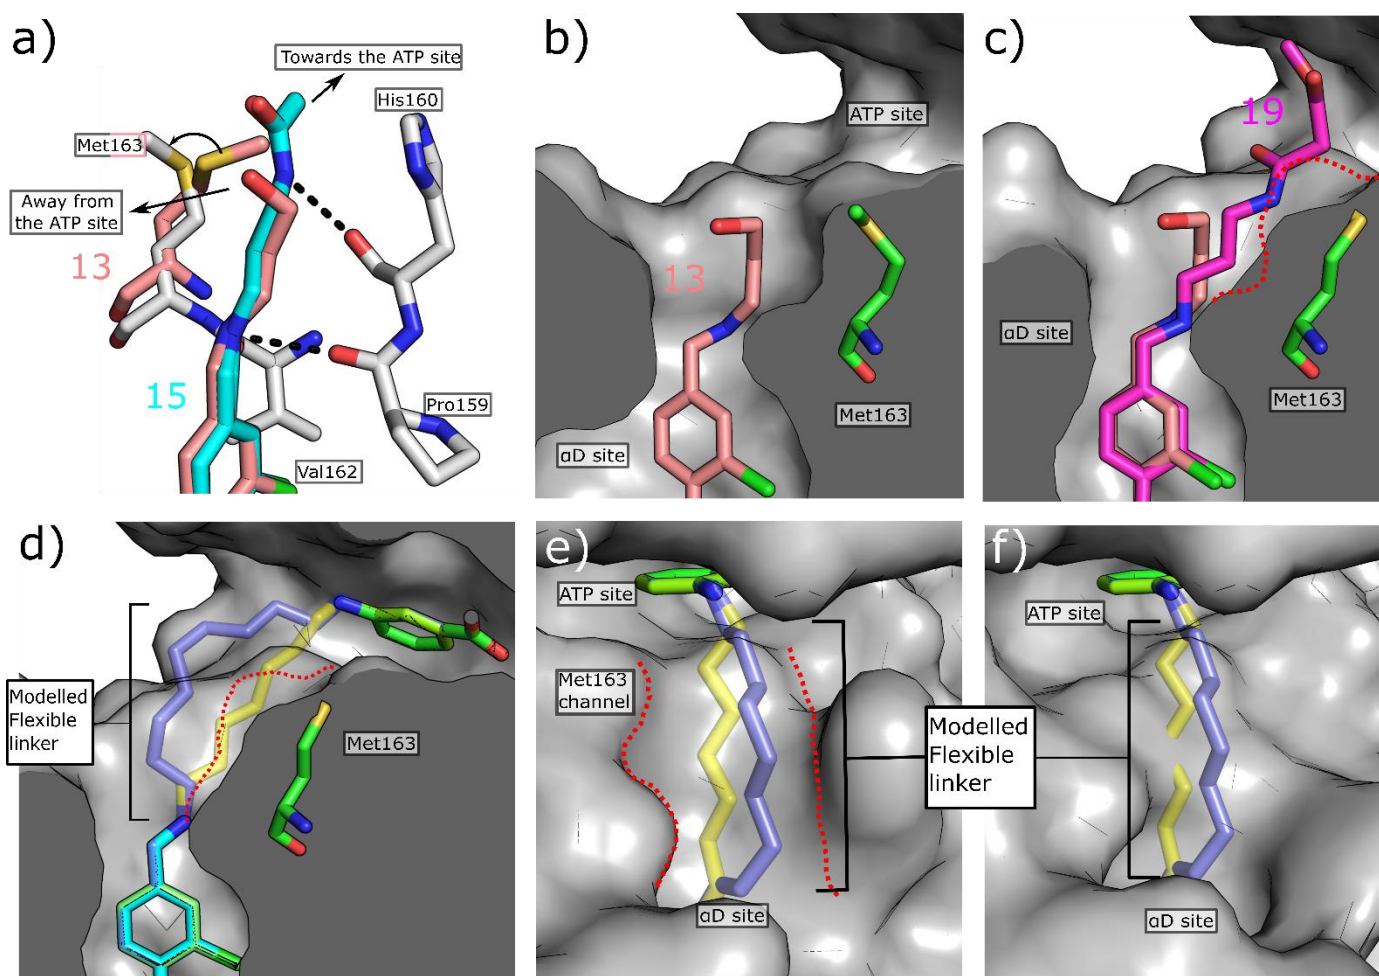 a)
Towards the ATP site
His160
Met163
Away from
the ATP site
13
15
Pro159
Val162
b)
ATP site
13
Met163
αD site
c)
19
αD site
Met163
d)
Modelled
Flexible
linker
Met163
e)
ATP site
Met163
channel
αD site
Modelled
Flexible
linker
f)
ATP site
αD site